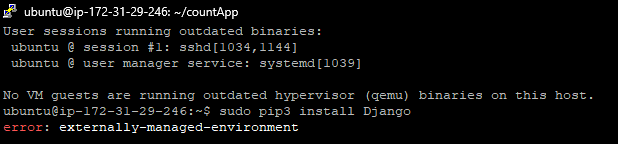 ubuntu@ip-172-31-29-246: ~/countApp
User sessions running outdated binaries:
 ubuntu @ session #1: sshd[1034,1144]
 ubuntu @ user manager service: systemd[1039]

No VM guests are running outdated hypervisor (qemu) binaries on this host.
ubuntu@ip-172-31-29-246:~$ sudo pip3 install Django
error: externally-managed-environment